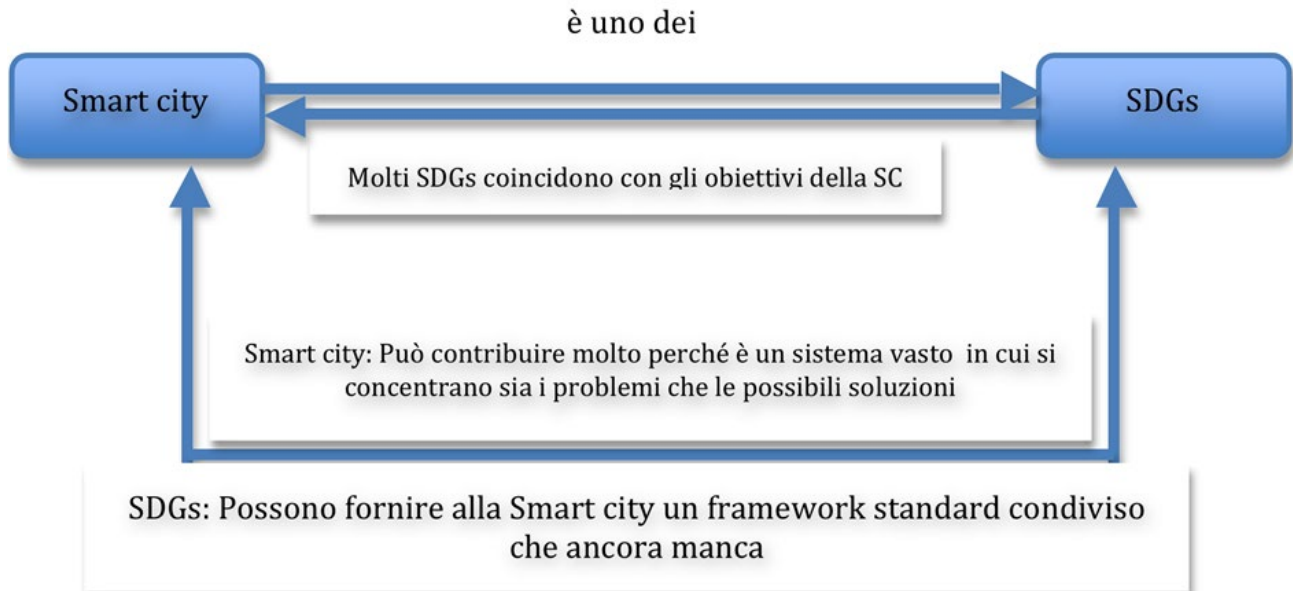 è uno dei
Smart city
SDGs
Molti SDGs coincidono con gli obiettivi della SC
Smart city: Può contribuire molto perché è un sistema vasto in cui si
concentrano sia i problemi che le possibili soluzioni
SDGs: Possono fornire alla Smart city un framework standard condiviso
che ancora manca